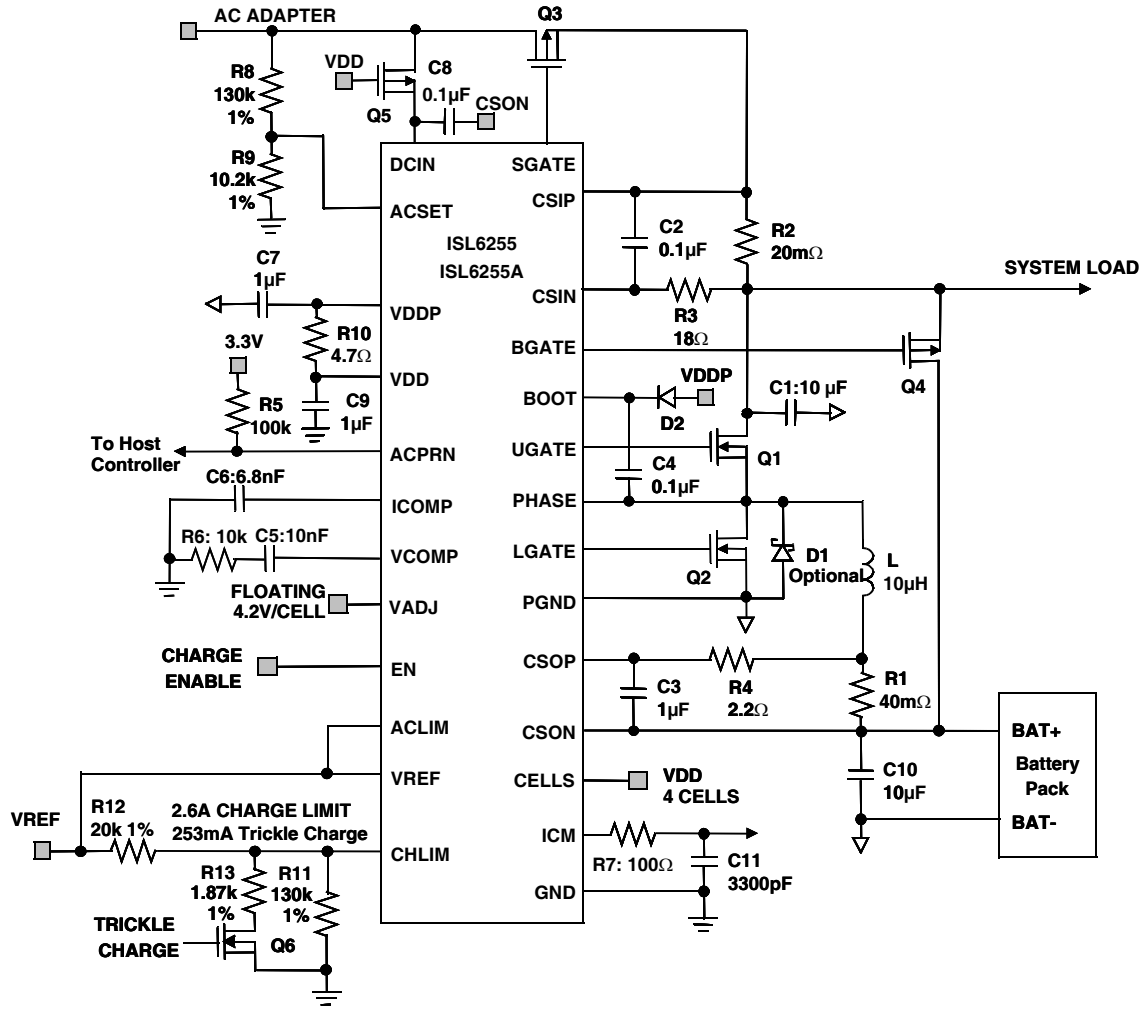 AC ADAPTER
Q3
R8
130k
1%
VDD
C8
0.1µF
Q5
CSON
R9
10.2k
1%
DCIN
SGATE
CSIP
ACSET
ISL6255
ISL6255A
C2
0.1µF
R2
20mΩ
C7
1µF
CSIN
SYSTEM LOAD
R3
18Ω
VDDP
R10
4.7Ω
3.3V
BGATE
VDD
Q4
R5
100k
C9
1µF
BOOT
VDDP
D2
C1:10 µF
To Host
Controller
ACPRN
UGATE
C4
0.1µF
Q1
C6:6.8nF
ICOMP
PHASE
R6: 10k
C5:10nF
VCOMP
LGATE
Q2
D1
Optional
L
10µH
FLOATING
4.2V/CELL
VADJ
PGND
CHARGE
ENABLE
EN
CSOP
C3
1µF
R4
2.2Ω
R1
40mΩ
ACLIM
CSON
BAT+
Battery
Pack
BAT-
VREF
CELLS
VDD
4 CELLS
C10
10µF
VREF
R12
20k 1%
2.6A CHARGE LIMIT
253mA Trickle Charge
CHLIM
ICM
R7: 100Ω
C11
3300pF
R13
1.87k
1%
R11
130k
1%
GND
TRICKLE
CHARGE
Q6